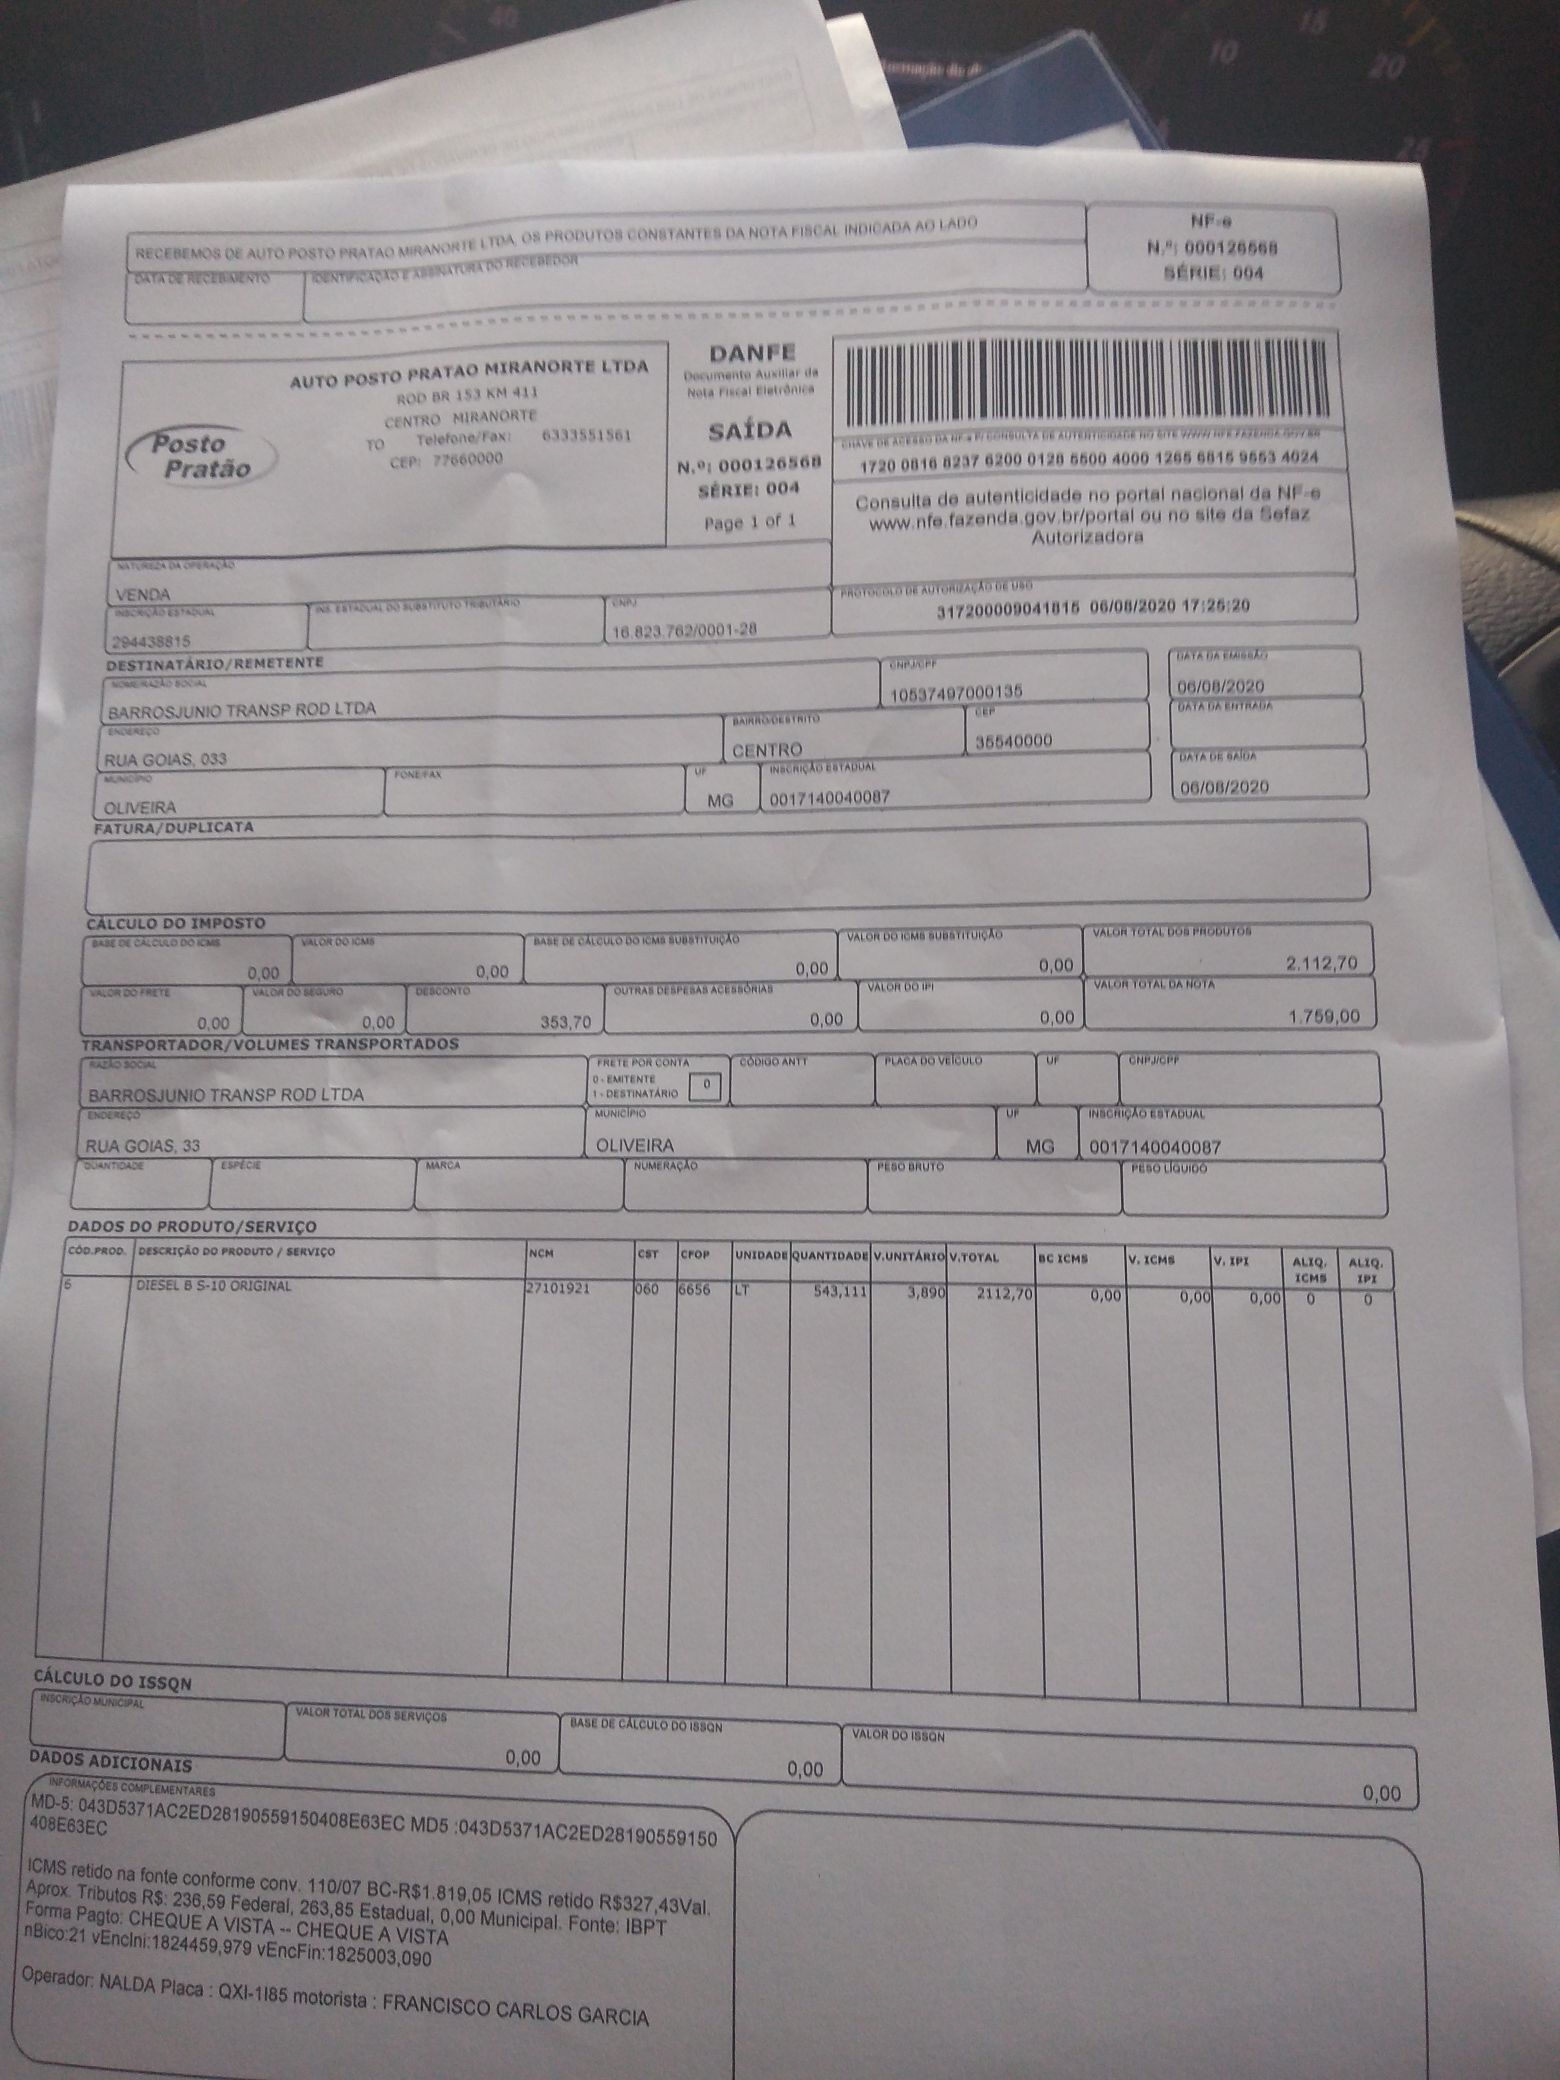 RECEBEMOS DE AUTO POSTO PRATAO MIRANORTE LTDA, OS PRODUTOS CONSTANTES DA NOTA FISCAL INDICADA AO LADO
DATA DE RECEBIMENTO
IDENTIFICAÇÃO E ASSINATURA DO RECEBEDOR
NF-e
N.º: 000126568
SÉRIE: 004
Posto
Pratão
AUTO POSTO PRATAO MIRANORTE LTDA
ROD BR 153 KM 411
CENTRO MIRANORTE
TO Telefone/Fax: 6333551561
CEP: 77660000
DANFE
Documento Auxiliar da
Nota Fiscal Eletrônica
SAÍDA
N.º: 000126568
SÉRIE: 004
Page 1 of 1
CHAVE DE ACESSO DA NF-e P/ CONSULTA DE AUTENTICIDADE NO SITE WWW.NFE.FAZENDA.GOV.BR
1720 0816 8237 6200 0128 5500 4000 1265 6815 9553 4024
Consulta de autenticidade no portal nacional da NF-e
www.nfe.fazenda.gov.br/portal ou no site da Sefaz
Autorizadora
NATUREZA DA OPERAÇÃO
VENDA
PROTOCOLO DE AUTORIZAÇÃO DE USO
317200009041815 06/08/2020 17:25:20
INSCRIÇÃO ESTADUAL
294438815
INS. ESTADUAL DO SUBSTITUTO TRIBUTÁRIO
CNPJ
16.823.762/0001-28
DESTINATÁRIO/REMETENTE
NOME/RAZÃO SOCIAL
BARROSJUNIO TRANSP ROD LTDA
CNPJ/CPF
10537497000135
DATA DA EMISSÃO
06/08/2020
ENDEREÇO
RUA GOIAS, 033
BAIRRO/DISTRITO
CENTRO
CEP
35540000
DATA DA ENTRADA
MUNICÍPIO
OLIVEIRA
FONE/FAX
UF
MG
INSCRIÇÃO ESTADUAL
0017140040087
DATA DE SAÍDA
06/08/2020
FATURA/DUPLICATA
CÁLCULO DO IMPOSTO
BASE DE CÁLCULO DO ICMS
0,00
VALOR DO ICMS
0,00
BASE DE CÁLCULO DO ICMS SUBSTITUIÇÃO
0,00
VALOR DO ICMS SUBSTITUIÇÃO
0,00
VALOR TOTAL DOS PRODUTOS
2.112,70
VALOR DO FRETE
0,00
VALOR DO SEGURO
0,00
DESCONTO
353,70
OUTRAS DESPESAS ACESSÓRIAS
0,00
VALOR DO IPI
0,00
VALOR TOTAL DA NOTA
1.759,00
TRANSPORTADOR/VOLUMES TRANSPORTADOS
RAZÃO SOCIAL
BARROSJUNIO TRANSP ROD LTDA
FRETE POR CONTA
0 - EMITENTE
1 - DESTINATÁRIO
0
CÓDIGO ANTT
PLACA DO VEÍCULO
UF
CNPJ/CPF
ENDEREÇO
RUA GOIAS, 33
MUNICÍPIO
OLIVEIRA
UF
MG
INSCRIÇÃO ESTADUAL
0017140040087
QUANTIDADE
ESPÉCIE
MARCA
NUMERAÇÃO
PESO BRUTO
PESO LÍQUIDO
DADOS DO PRODUTO/SERVIÇO
CÓD.PROD. DESCRIÇÃO DO PRODUTO / SERVIÇO NCM CST CFOP UNIDADE QUANTIDADE V.UNITÁRIO V.TOTAL BC ICMS V. ICMS V. IPI ALIQ. ICMS ALIQ. IPI
6 DIESEL B S-10 ORIGINAL 27101921 060 6656 LT 543,111 3,890 2112,70 0,00 0,00 0,00 0 0
CÁLCULO DO ISSQN
INSCRIÇÃO MUNICIPAL
VALOR TOTAL DOS SERVIÇOS
0,00
BASE DE CÁLCULO DO ISSQN
0,00
VALOR DO ISSQN
0,00
DADOS ADICIONAIS
INFORMAÇÕES COMPLEMENTARES
MD-5: 043D5371AC2ED28190559150408E63EC MD5 :043D5371AC2ED28190559150
408E63EC
ICMS retido na fonte conforme conv. 110/07 BC-R$1.819,05 ICMS retido R$327,43Val.
Aprox. Tributos R$: 236,59 Federal, 263,85 Estadual, 0,00 Municipal. Fonte: IBPT
Forma Pagto: CHEQUE A VISTA -- CHEQUE A VISTA
nBico:21 vEncIni:1824459,979 vEncFin:1825003,090
Operador: NALDA Placa : QXI-1I85 motorista : FRANCISCO CARLOS GARCIA